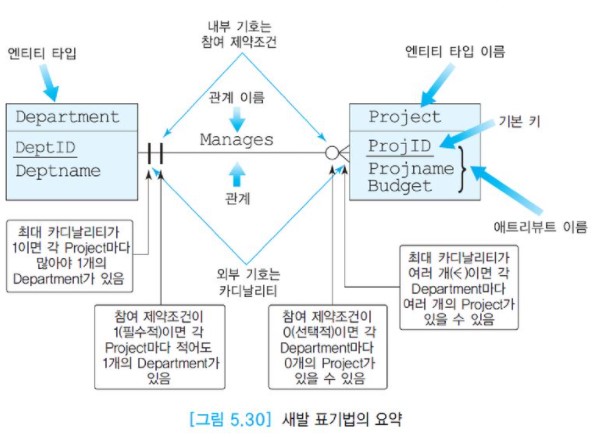 내부 기호는
참여 제약조건
엔티티 타입
엔티티 타입 이름
관계 이름
기본 키
Department
DeptID
Deptname
Manages
Project
ProjID
Projname
Budget
관계
애트리뷰트 이름
최대 카디날리티가
1이면 각 Project마다
많아야 1개의
Department가 있음
외부 기호는
카디날리티
최대 카디날리티가
여러 개(<)이면 각
Department마다
여러 개의 Project가
있을 수 있음
참여 제약조건이
1(필수적)이면 각
Project마다 적어도
1개의 Department가
있음
참여 제약조건이
0(선택적)이면 각
Department마다
0개의 Project가
있을 수 있음
[그림 5.30] 새발 표기법의 요약